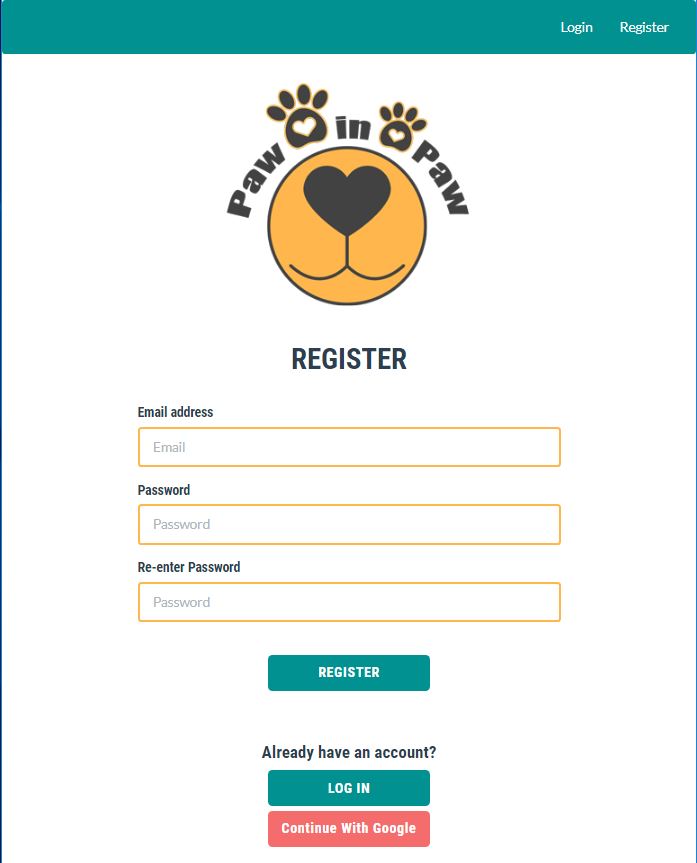 Login Register
Paw in Paw
REGISTER
Email address
Email
Password
Password
Re-enter Password
Password
REGISTER
Already have an account?
LOG IN
Continue With Google